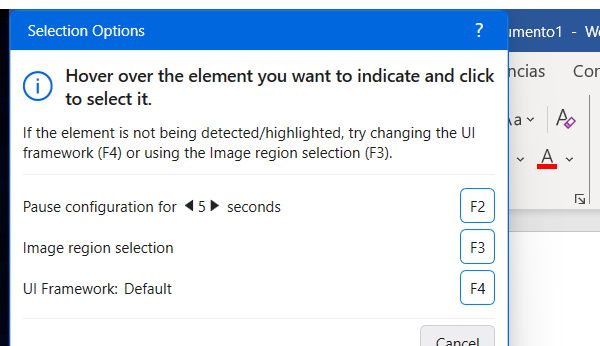 Selection Options ?
Hover over the element you want to indicate and click
to select it.
If the element is not being detected/highlighted, try changing the UI
framework (F4) or using the Image region selection (F3).
Pause configuration for 5 seconds F2
Image region selection F3
UI Framework: Default F4
Cancel
umento1 - W
ncias Cor
Aa A
A